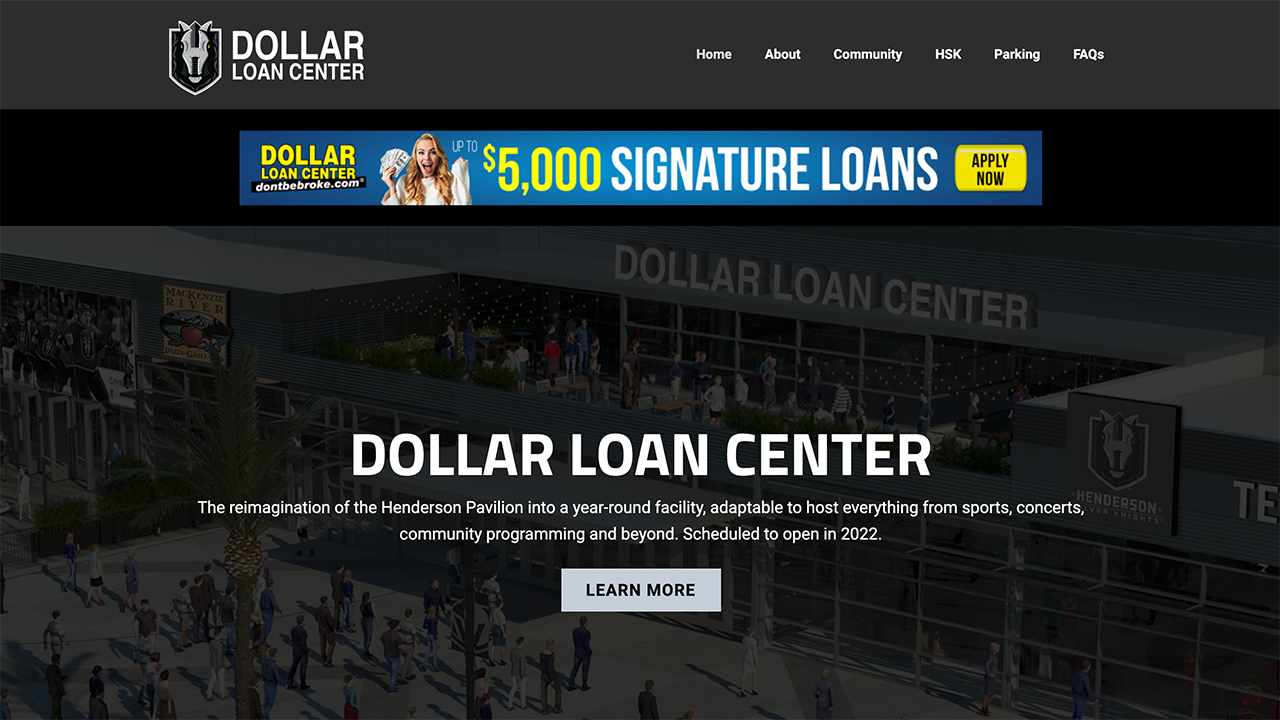 DOLLAR
LOAN CENTER
Home
About
Community
HSK
Parking
FAQs
DOLLAR
LOAN CENTER
dontbebroke.com®
UP TO
$5,000 SIGNATURE LOANS
APPLY
NOW
DOLLAR LOAN CENTER
MACKENZIE
RIVER
PIZZA·GRILL
HENDERSON
TE
DOLLAR LOAN CENTER
The reimagination of the Henderson Pavilion into a year-round facility, adaptable to host everything from sports, concerts,
community programming and beyond. Scheduled to open in 2022.
LEARN MORE